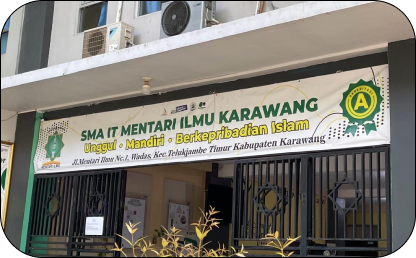 SMA IT MENTARI ILMU KARAWANG
Unggul • Mandiri • Berkepribadian Islam
Jl.Mentari Ilmu No.1, Wadas, Kec.Telukjambe Timur Kabupaten Karawang
A